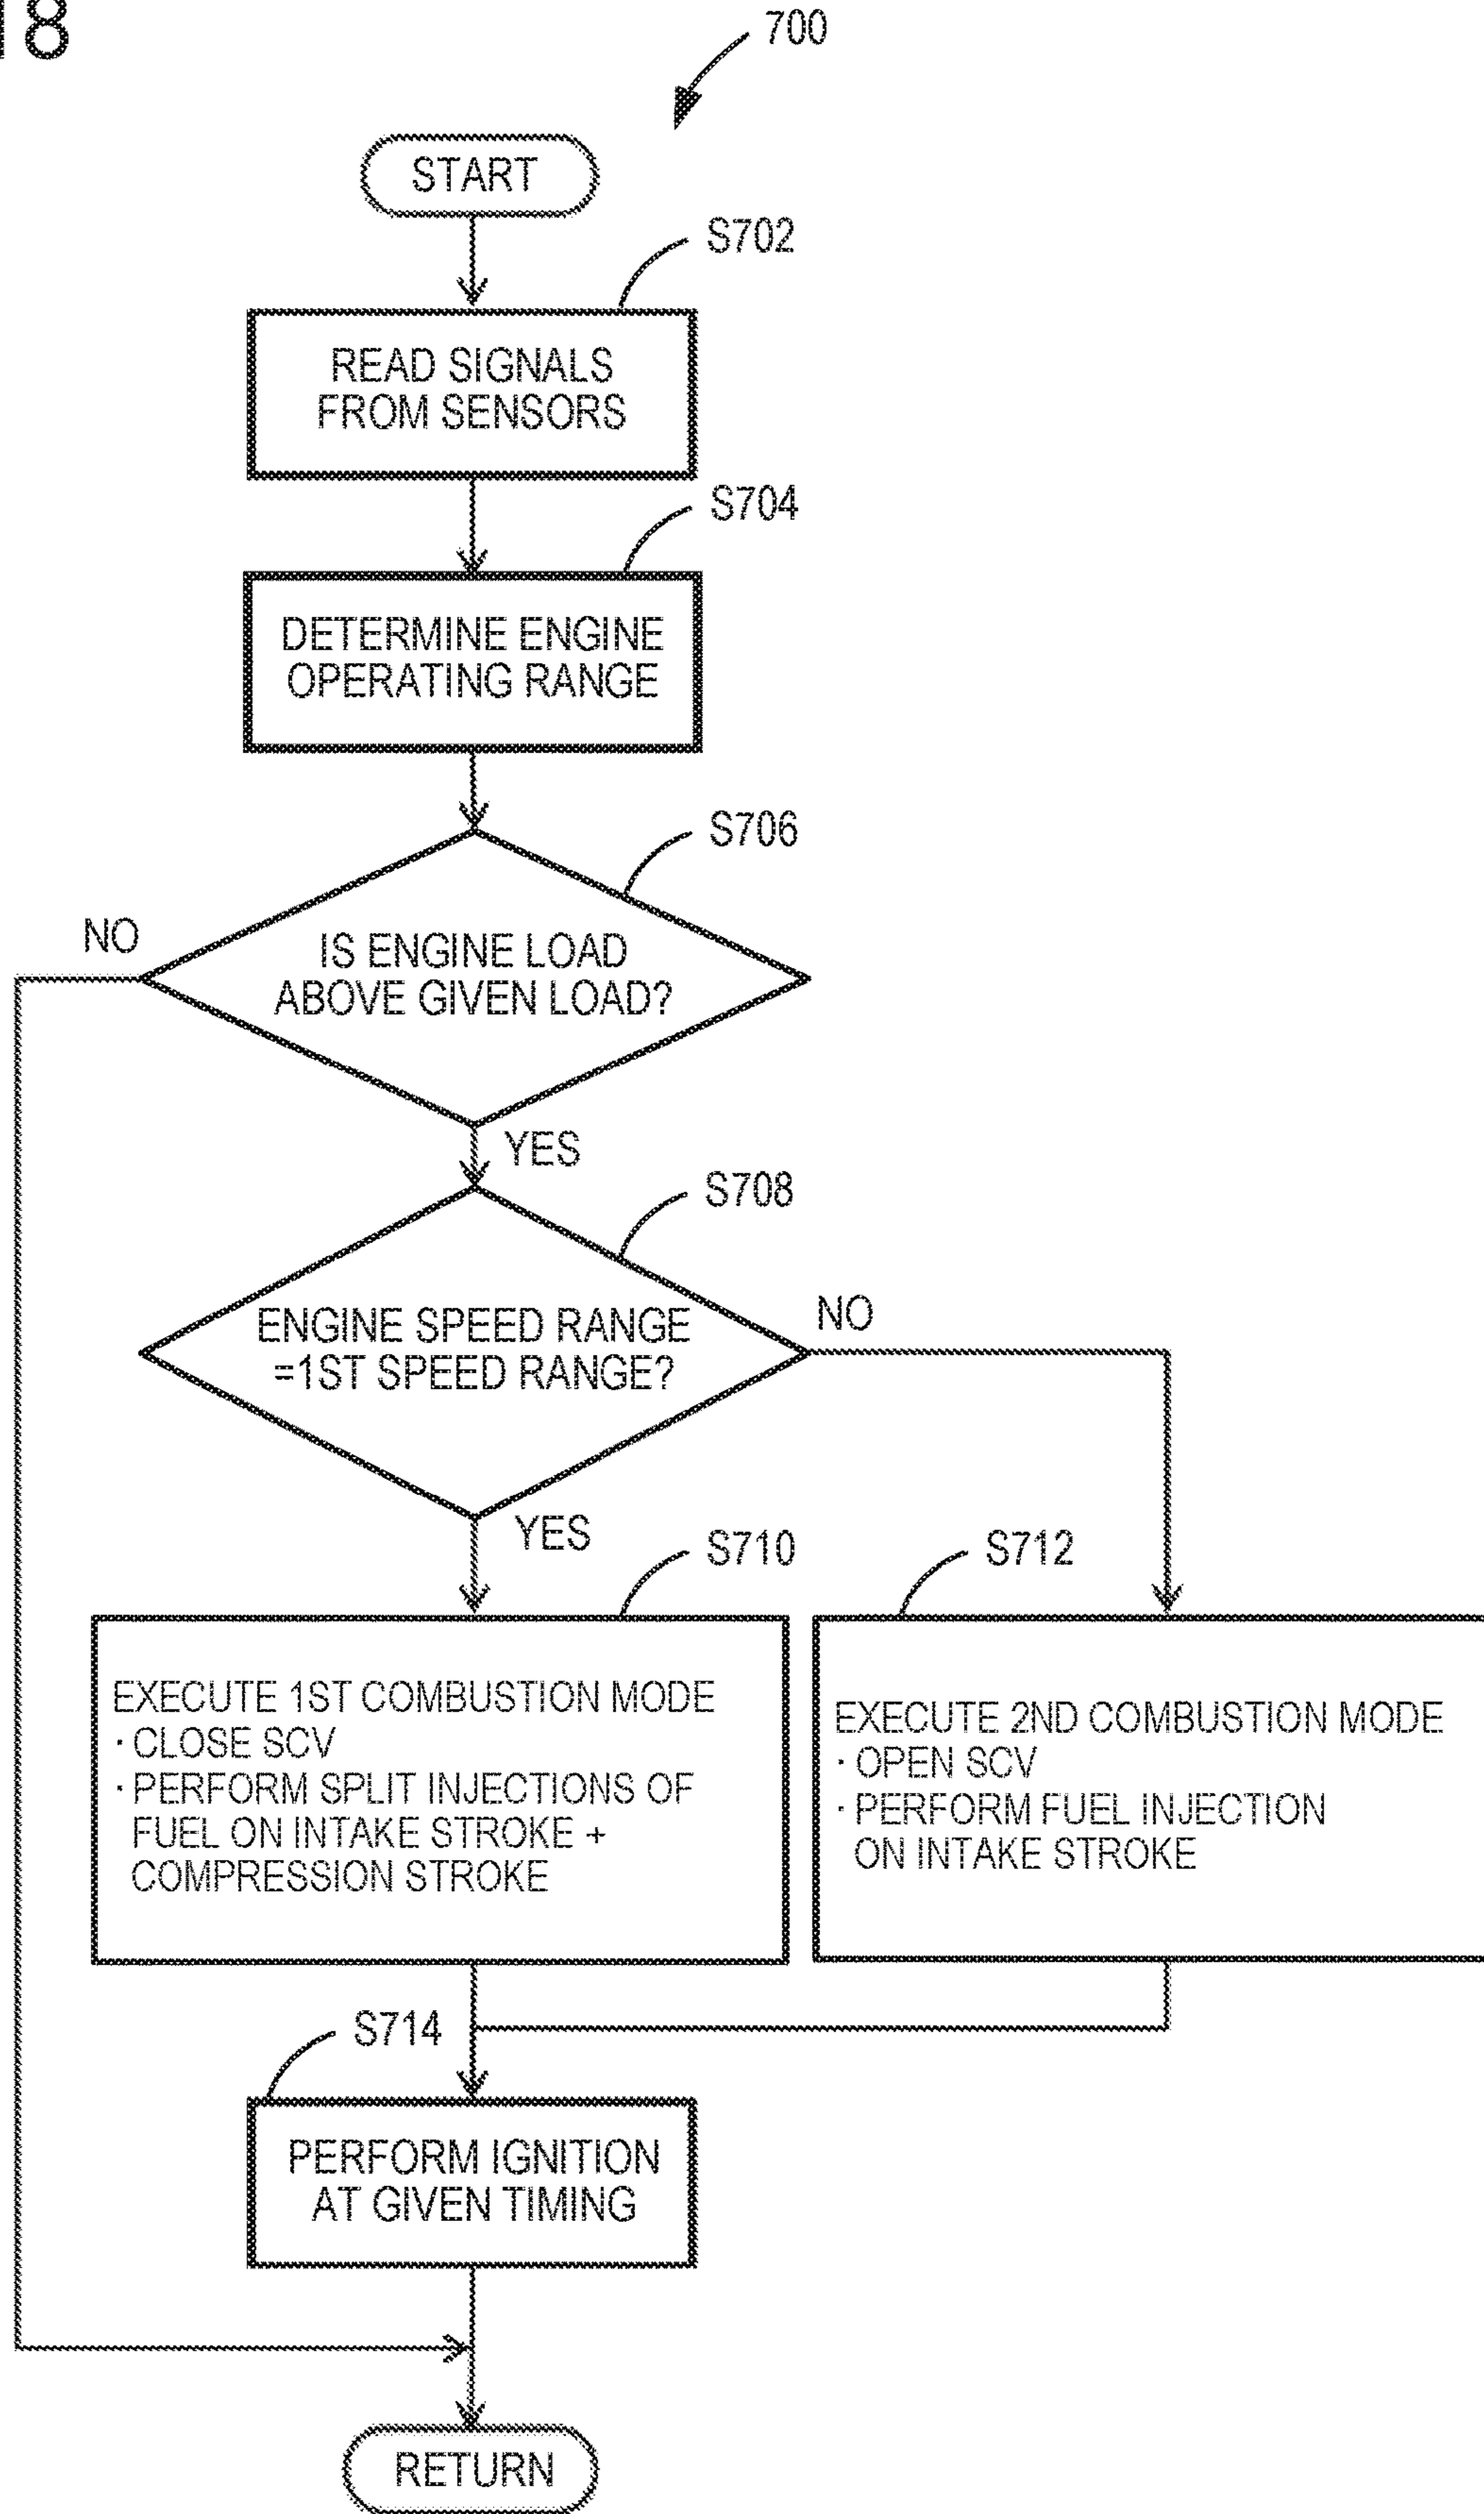 18
700
START
S702
READ SIGNALS
FROM SENSORS
S704
DETERMINE ENGINE
OPERATING RANGE
S706
NO
IS ENGINE LOAD
ABOVE GIVEN LOAD?
YES
S708
ENGINE SPEED RANGE
=1ST SPEED RANGE?
NO
YES
S710
S712
EXECUTE 1ST COMBUSTION MODE
· CLOSE SCV
· PERFORM SPLIT INJECTIONS OF
FUEL ON INTAKE STROKE +
COMPRESSION STROKE
EXECUTE 2ND COMBUSTION MODE
· OPEN SCV
· PERFORM FUEL INJECTION
ON INTAKE STROKE
S714
PERFORM IGNITION
AT GIVEN TIMING
RETURN